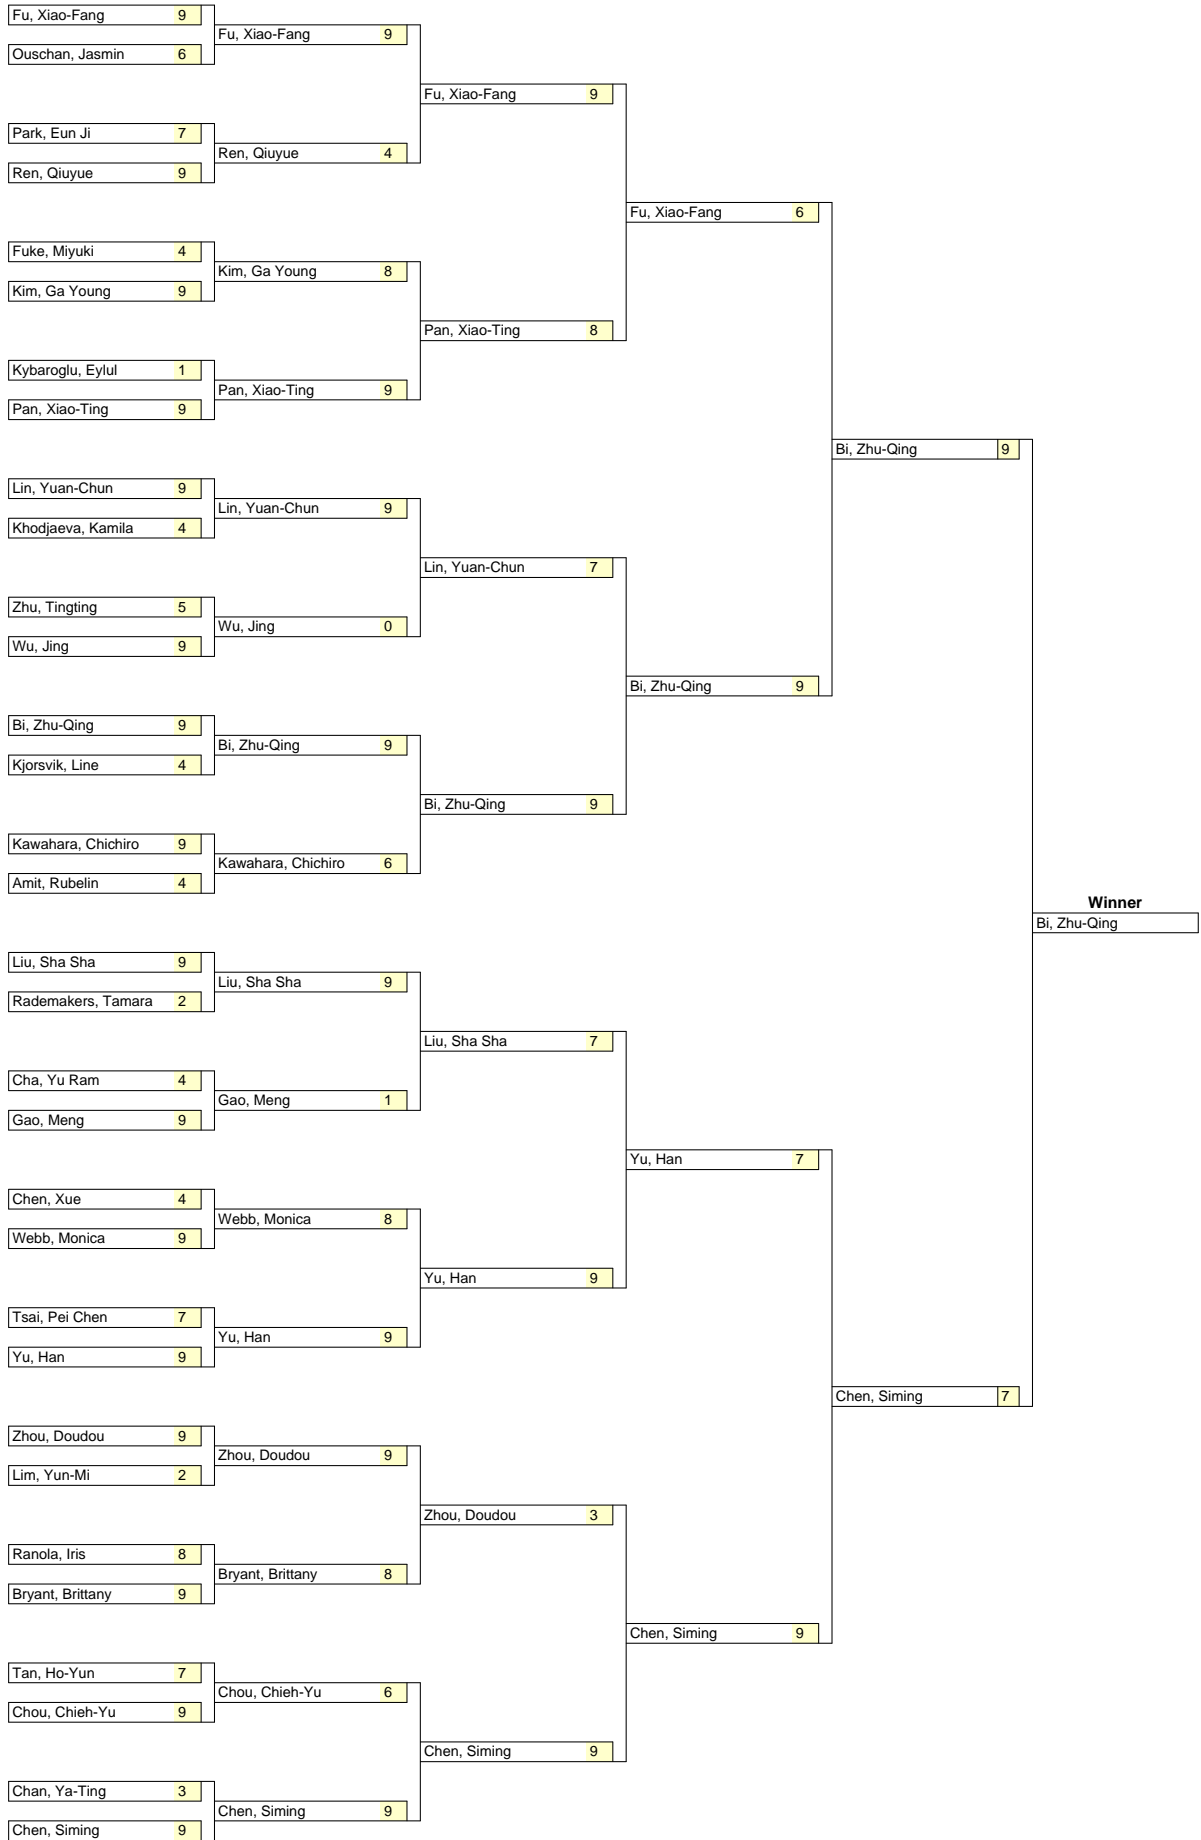 Fu, Xiao-Fang 9
Fu, Xiao-Fang 9
Ouschan, Jasmin 6
Fu, Xiao-Fang 9
Park, Eun Ji 7
Ren, Qiuyue 4
Ren, Qiuyue 9
Fu, Xiao-Fang 6
Fuke, Miyuki 4
Kim, Ga Young 8
Kim, Ga Young 9
Pan, Xiao-Ting 8
Kybaroglu, Eylul 1
Pan, Xiao-Ting 9
Pan, Xiao-Ting 9
Bi, Zhu-Qing 9
Lin, Yuan-Chun 9
Lin, Yuan-Chun 9
Khodjaeva, Kamila 4
Lin, Yuan-Chun 7
Zhu, Tingting 5
Wu, Jing 0
Wu, Jing 9
Bi, Zhu-Qing 9
Bi, Zhu-Qing 9
Bi, Zhu-Qing 9
Kjorsvik, Line 4
Bi, Zhu-Qing 9
Kawahara, Chichiro 9
Kawahara, Chichiro 6
Amit, Rubelin 4
Winner
Bi, Zhu-Qing
Liu, Sha Sha 9
Liu, Sha Sha 9
Rademakers, Tamara 2
Liu, Sha Sha 7
Cha, Yu Ram 4
Gao, Meng 1
Gao, Meng 9
Yu, Han 7
Chen, Xue 4
Webb, Monica 8
Webb, Monica 9
Yu, Han 9
Tsai, Pei Chen 7
Yu, Han 9
Yu, Han 9
Chen, Siming 7
Zhou, Doudou 9
Zhou, Doudou 9
Lim, Yun-Mi 2
Zhou, Doudou 3
Ranola, Iris 8
Bryant, Brittany 8
Bryant, Brittany 9
Chen, Siming 9
Tan, Ho-Yun 7
Chou, Chieh-Yu 6
Chou, Chieh-Yu 9
Chen, Siming 9
Chan, Ya-Ting 3
Chen, Siming 9
Chen, Siming 9